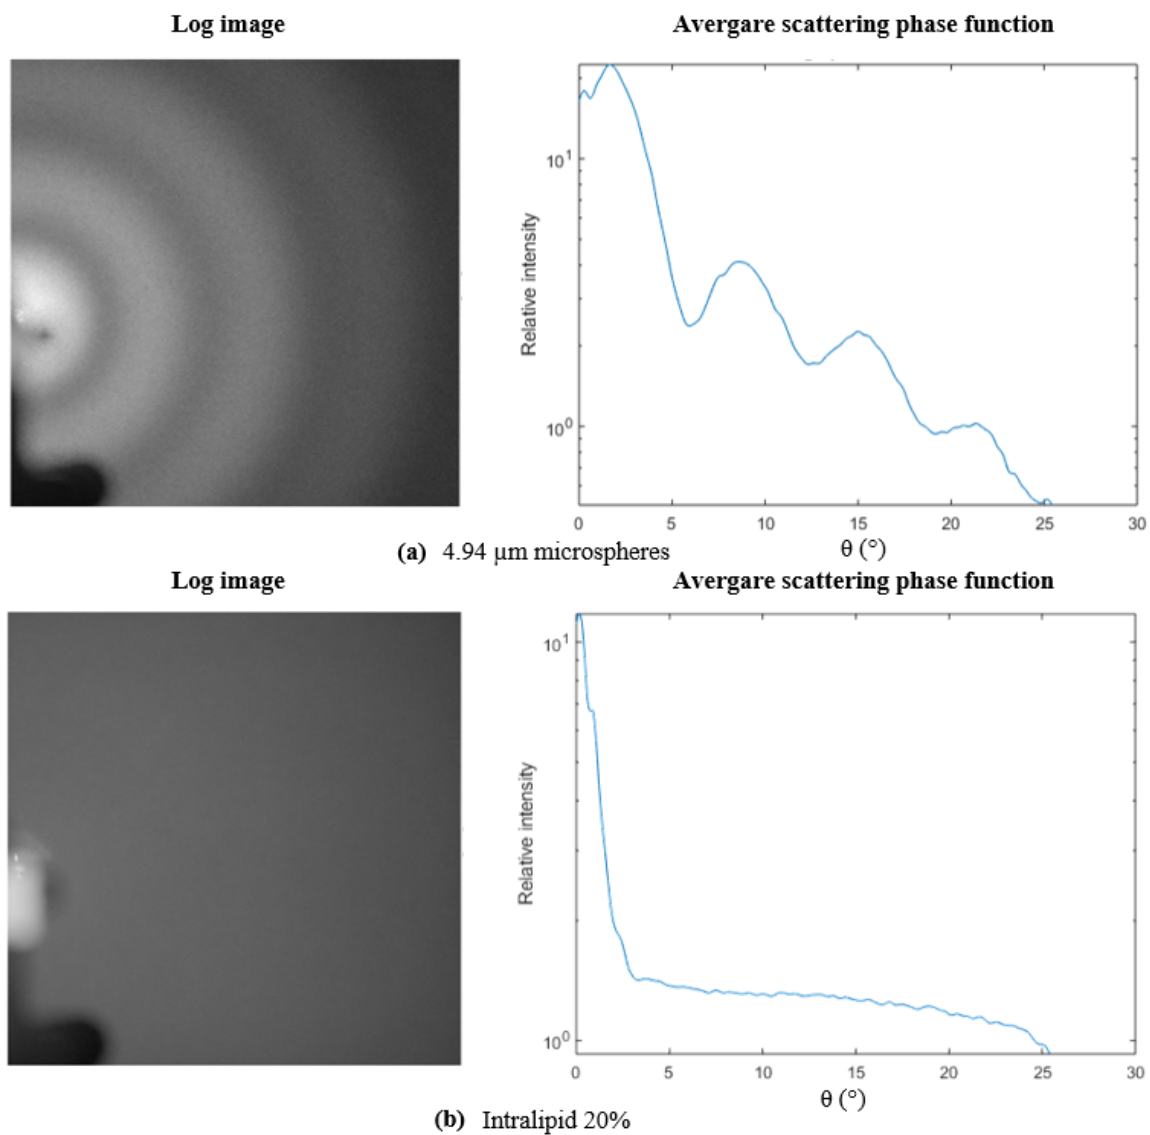 Log image
Avergare scattering phase function
10¹
10⁰
Relative intensity
0 5 10 15 20 25 30
θ (°)
(a) 4.94 µm microspheres
Log image
Avergare scattering phase function
10¹
10⁰
Relative intensity
0 5 10 15 20 25 30
θ (°)
(b) Intralipid 20%